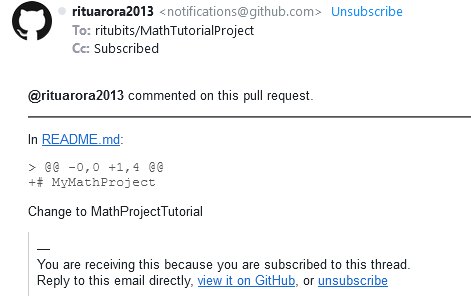 rituarora2013 <notifications@github.com> Unsubscribe
To: ritubits/MathTutorialProject
Cc: Subscribed
@rituarora2013 commented on this pull request.
In README.md:
> @@ -0,0 +1,4 @@
+# MyMathProject
Change to MathProjectTutorial
—
You are receiving this because you are subscribed to this thread.
Reply to this email directly, view it on GitHub, or unsubscribe